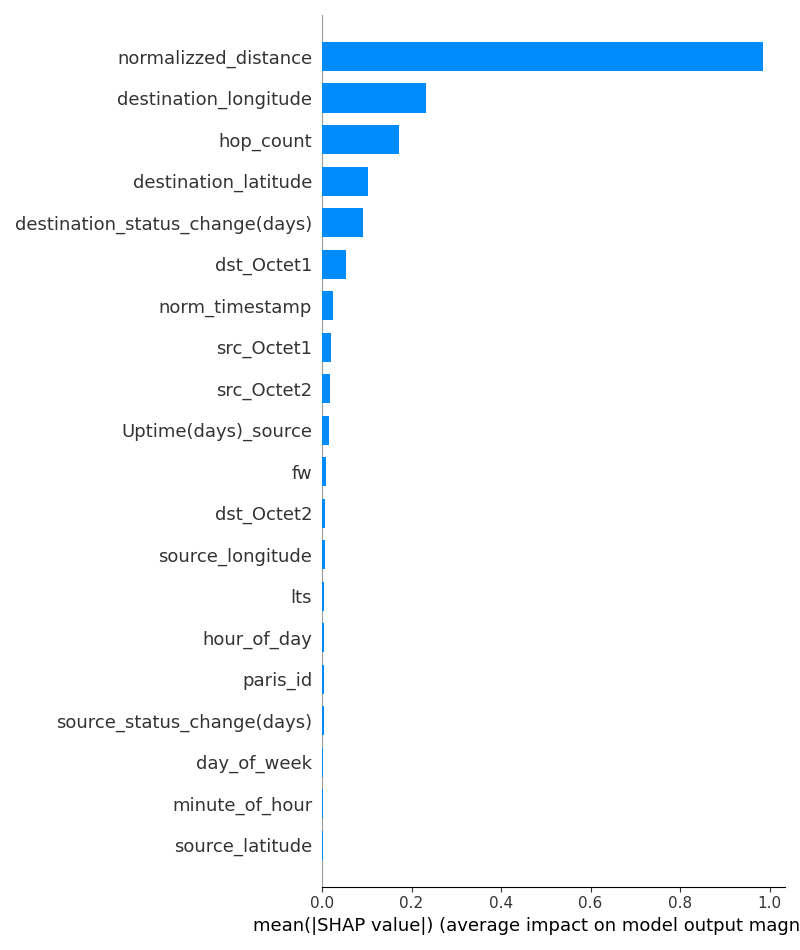 normalizzed_distance
destination_longitude
hop_count
destination_latitude
destination_status_change(days)
dst_Octet1
norm_timestamp
src_Octet1
src_Octet2
Uptime(days)_source
fw
dst_Octet2
source_longitude
lts
hour_of_day
paris_id
source_status_change(days)
day_of_week
minute_of_hour
source_latitude
0.0 0.2 0.4 0.6 0.8 1.0
mean(|SHAP value|) (average impact on model output magn